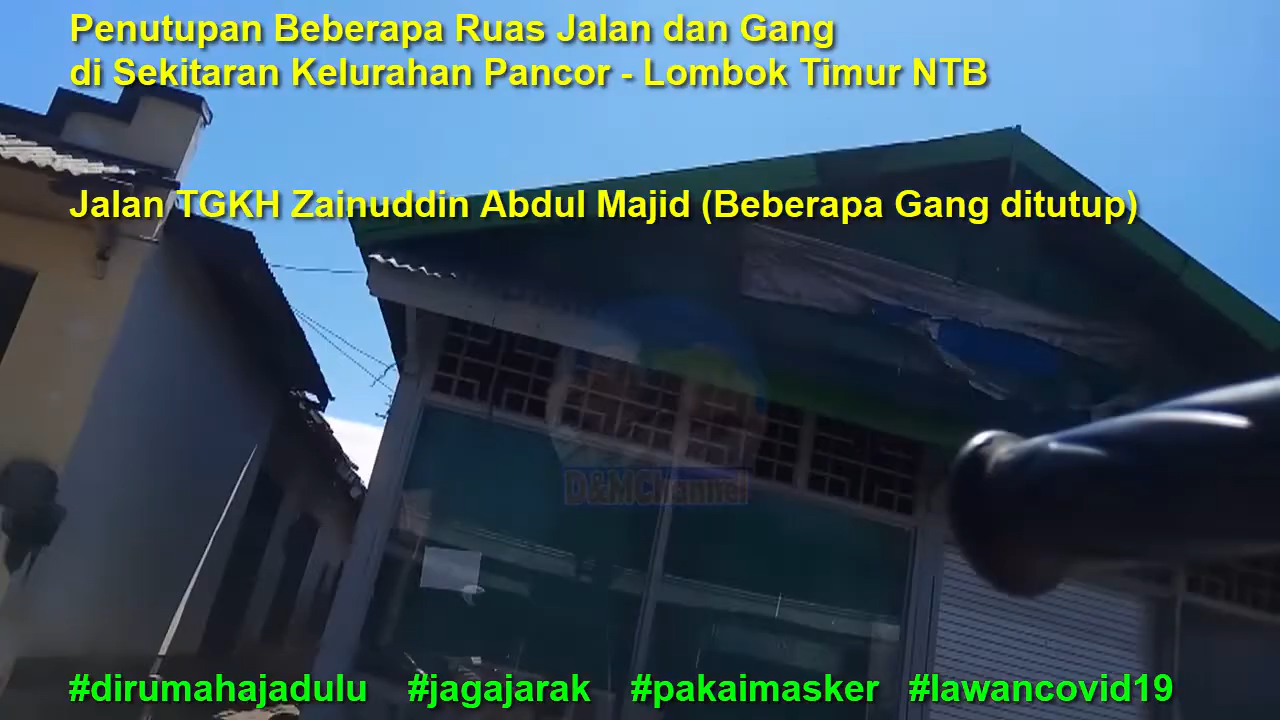 Penutupan Beberapa Ruas Jalan dan Gang
di Sekitaran Kelurahan Pancor - Lombok Timur NTB
Jalan TGKH Zainuddin Abdul Majid (Beberapa Gang ditutup)
D&MChannel
#dirumahajadulu #jagajarak #pakaimasker #lawancovid19